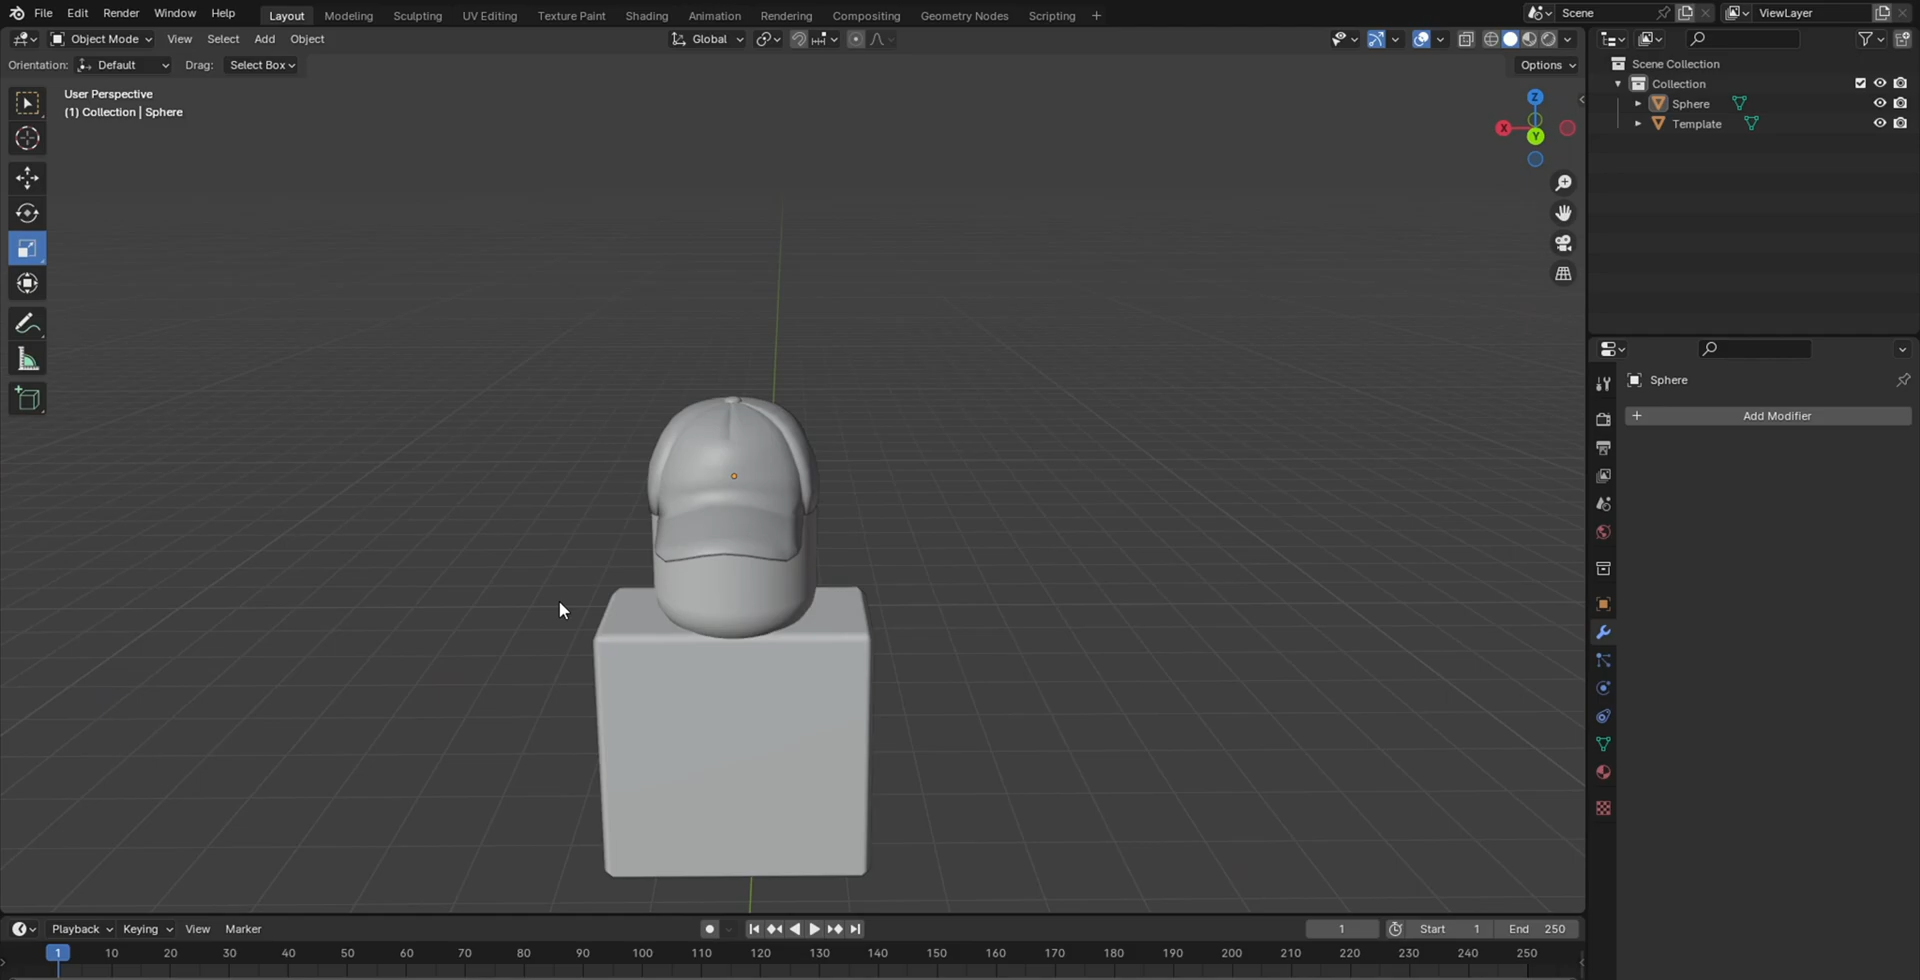 File Edit Render Window Help Layout Modeling Sculpting UV Editing Texture Paint Shading Animation Rendering Compositing Geometry Nodes Scripting + Scene ViewLayer
Object Mode View Select Add Object Global
Orientation: Default Drag: Select Box Options
User Perspective
(1) Collection | Sphere
Z
X
Y
Scene Collection
Collection
Sphere
Template
Sphere
+ Add Modifier
Playback Keying View Marker 1 Start 1 End 250
1 10 20 30 40 50 60 70 80 90 100 110 120 130 140 150 160 170 180 190 200 210 220 230 240 250